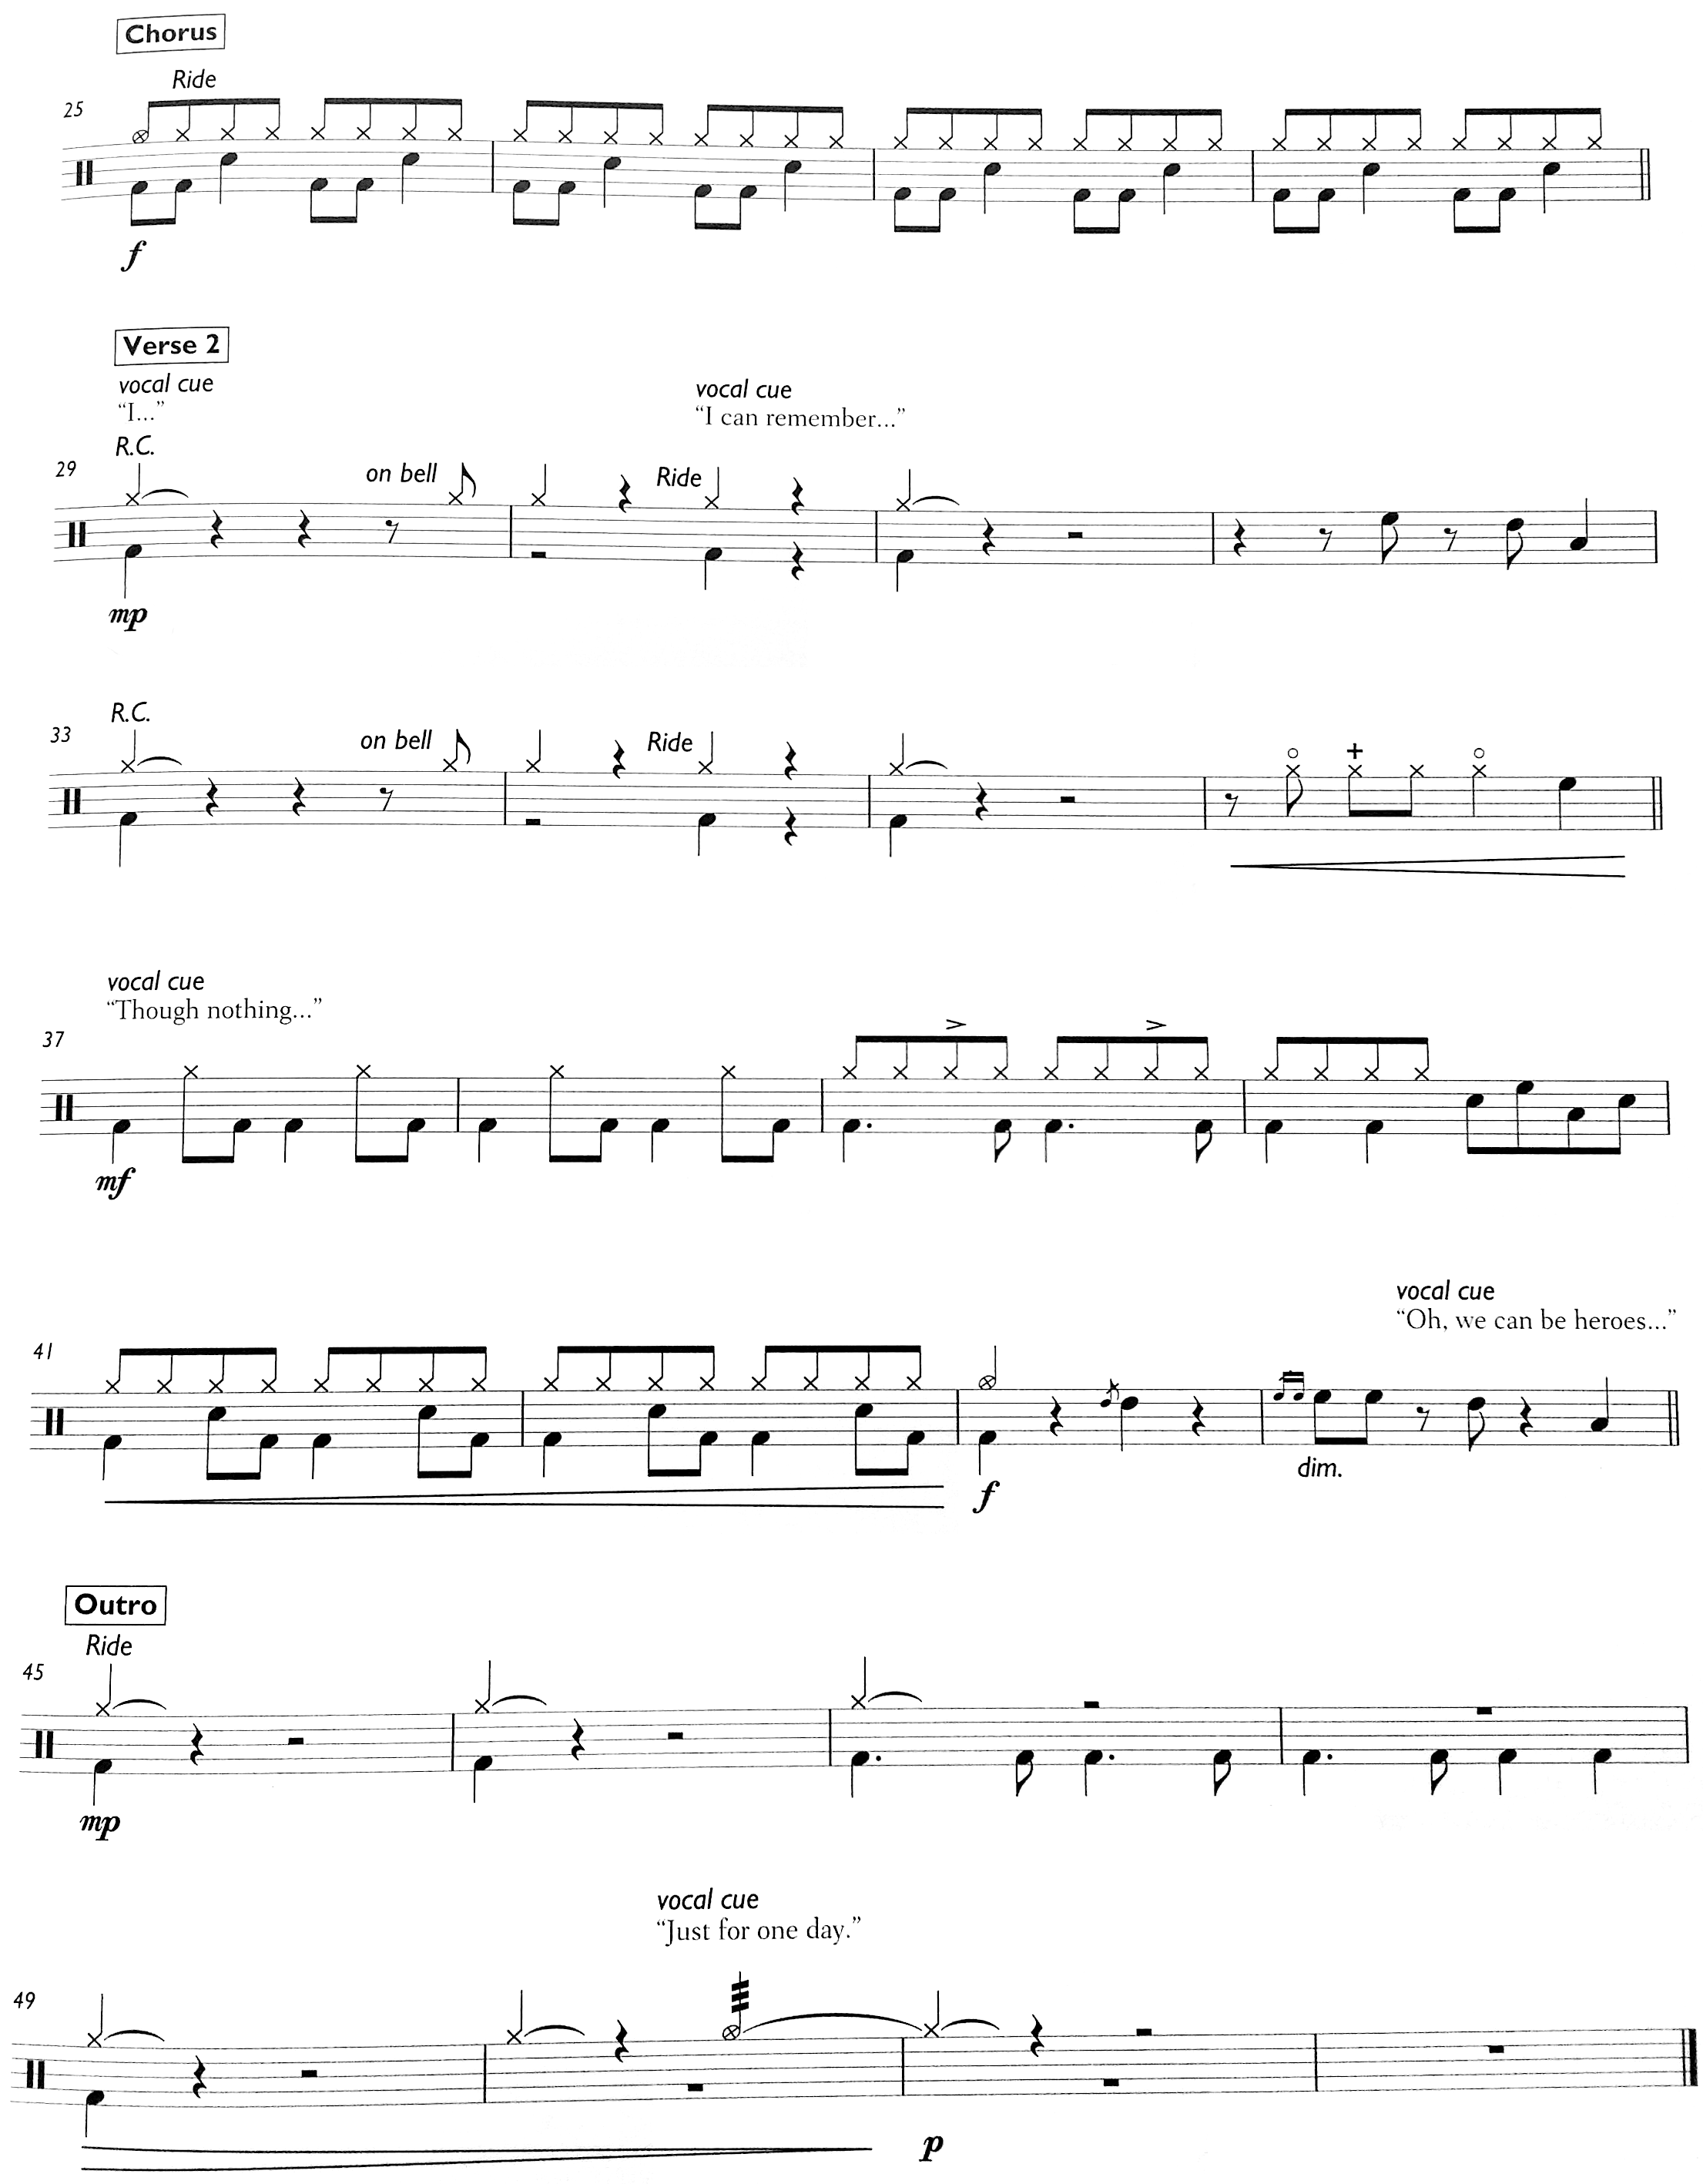 Chorus
Ride
25
f
Verse 2
vocal cue
“I...”
vocal cue
“I can remember...”
R.C.
29
on bell
Ride
mp
R.C.
33
on bell
Ride
vocal cue
“Though nothing...”
37
mf
vocal cue
“Oh, we can be heroes...”
41
f
dim.
Outro
Ride
45
mp
vocal cue
“Just for one day.”
49
p